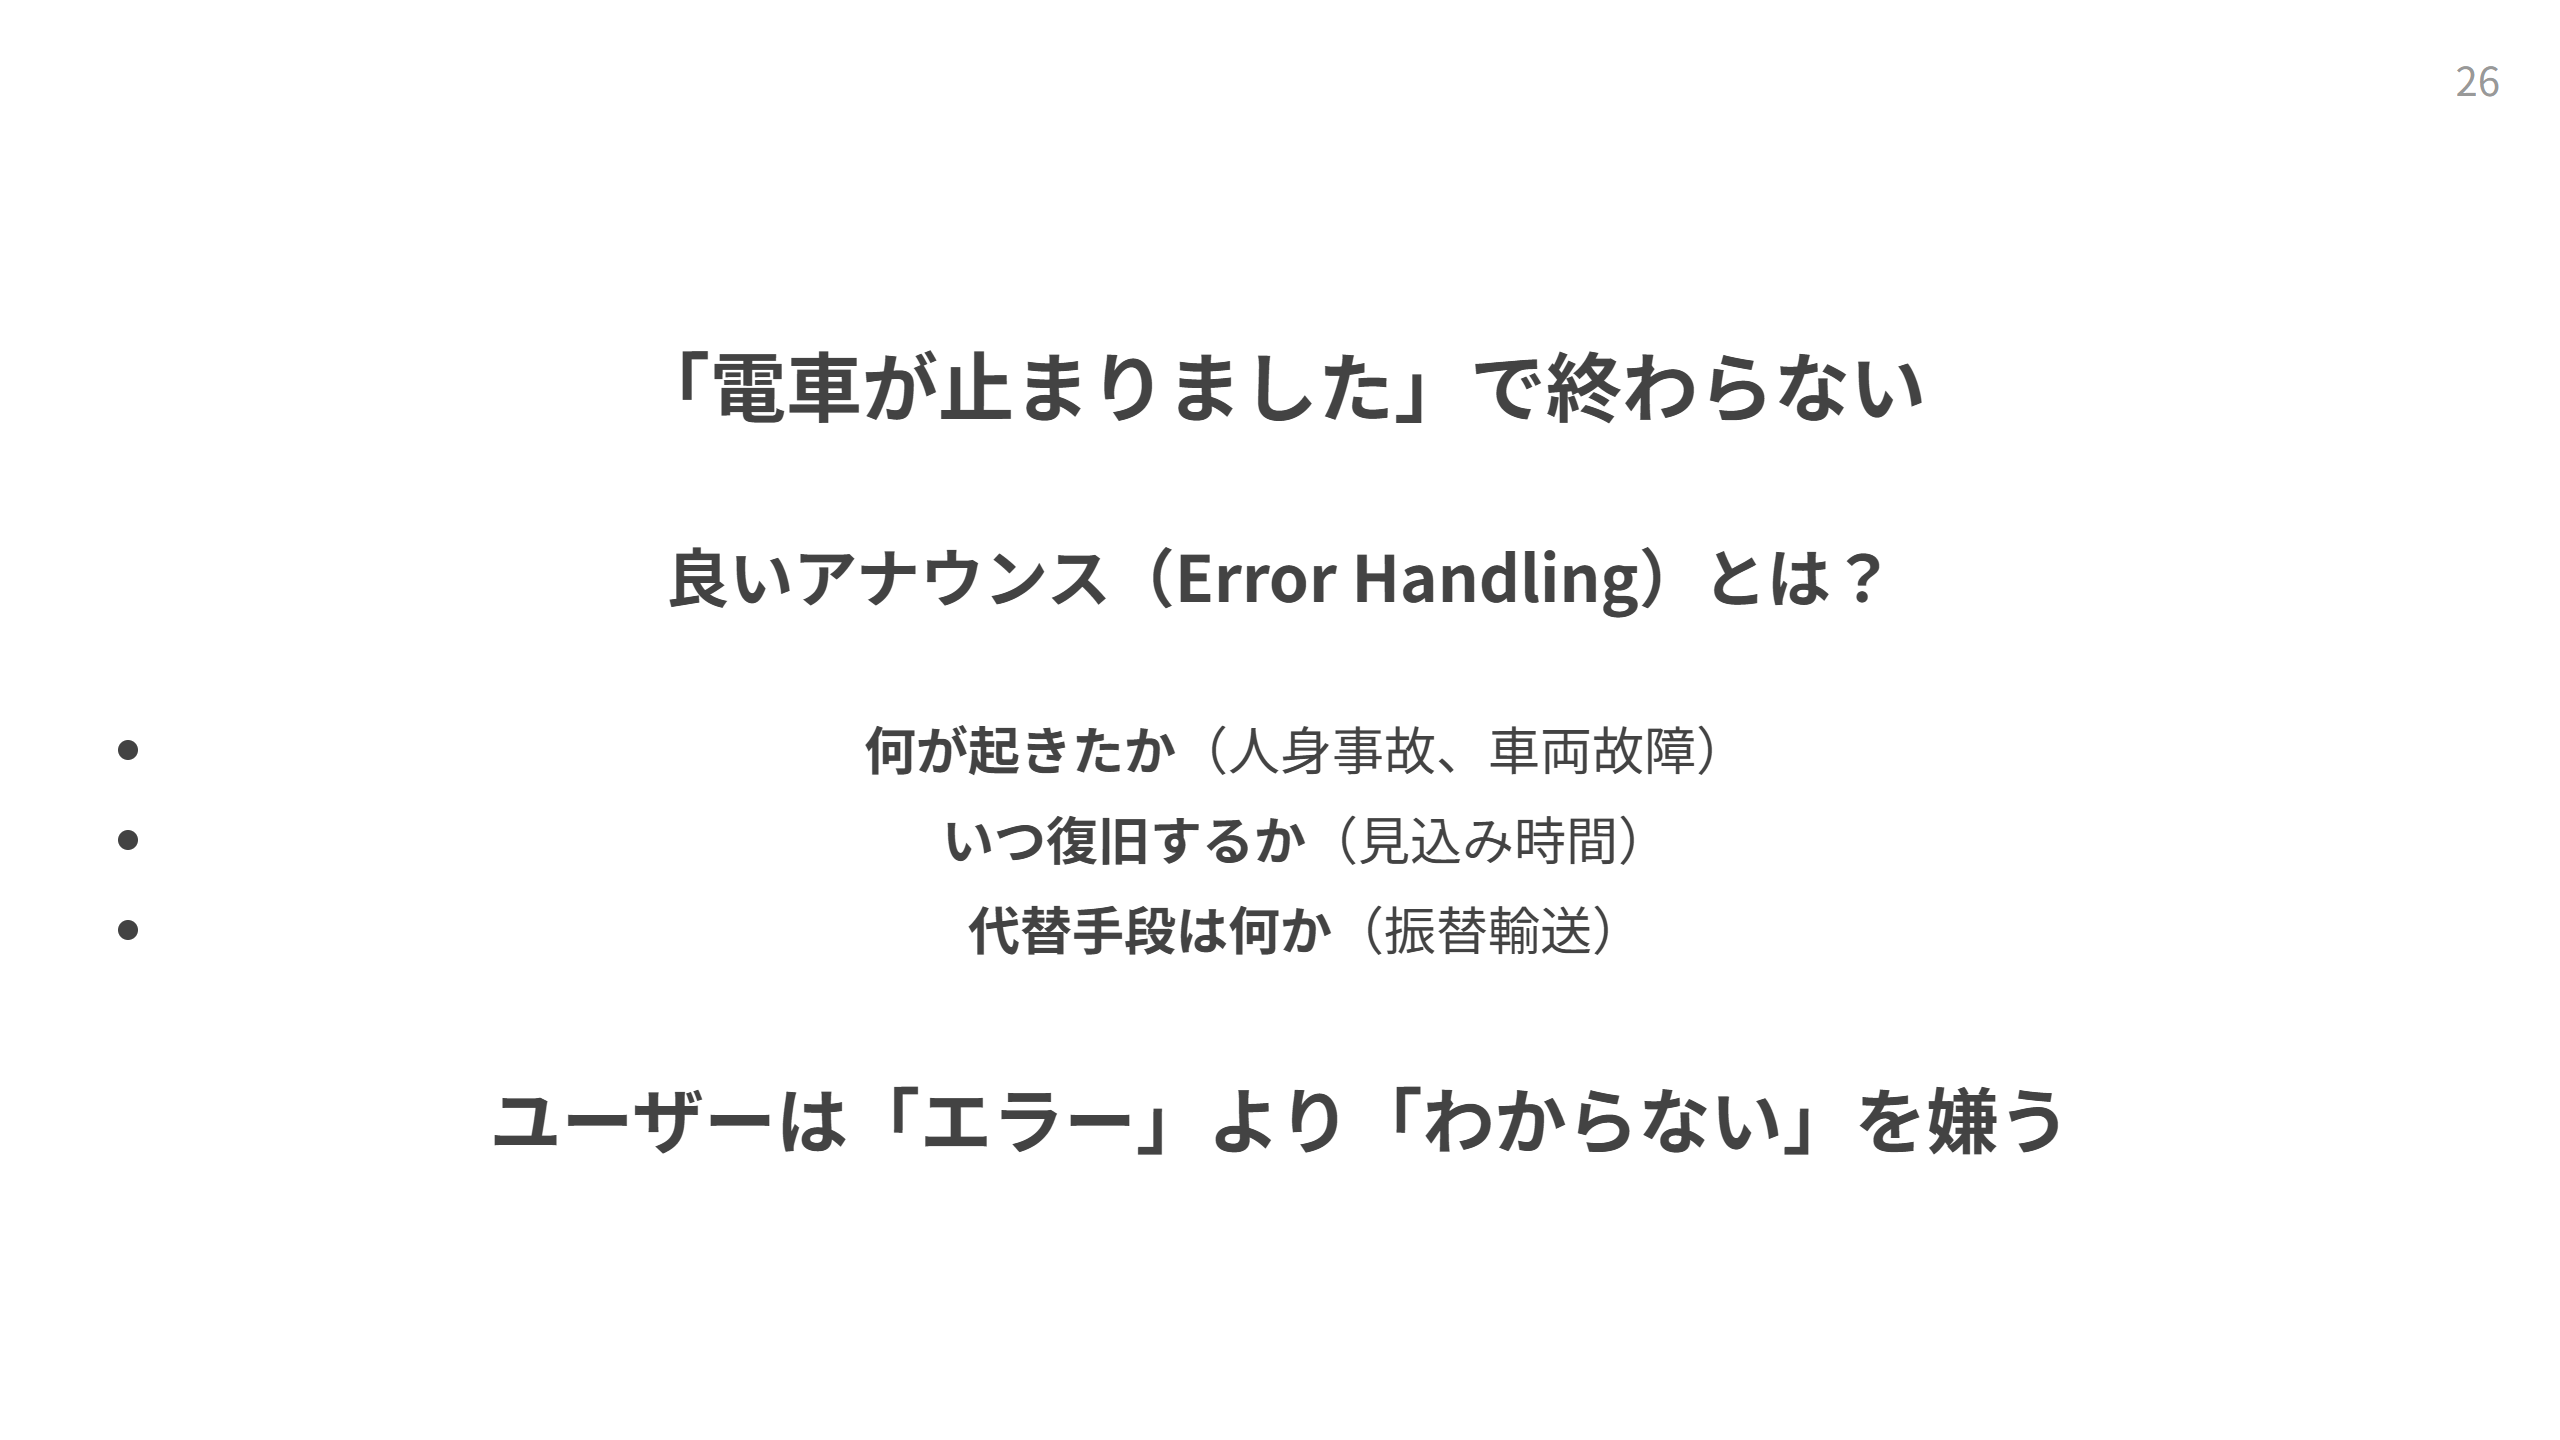 26
「電車が止まりました」で終わらない
良いアナウンス（Error Handling）とは？
• 何が起きたか（人身事故、車両故障）
• いつ復旧するか（見込み時間）
• 代替手段は何か（振替輸送）
ユーザーは「エラー」より「わからない」を嫌う